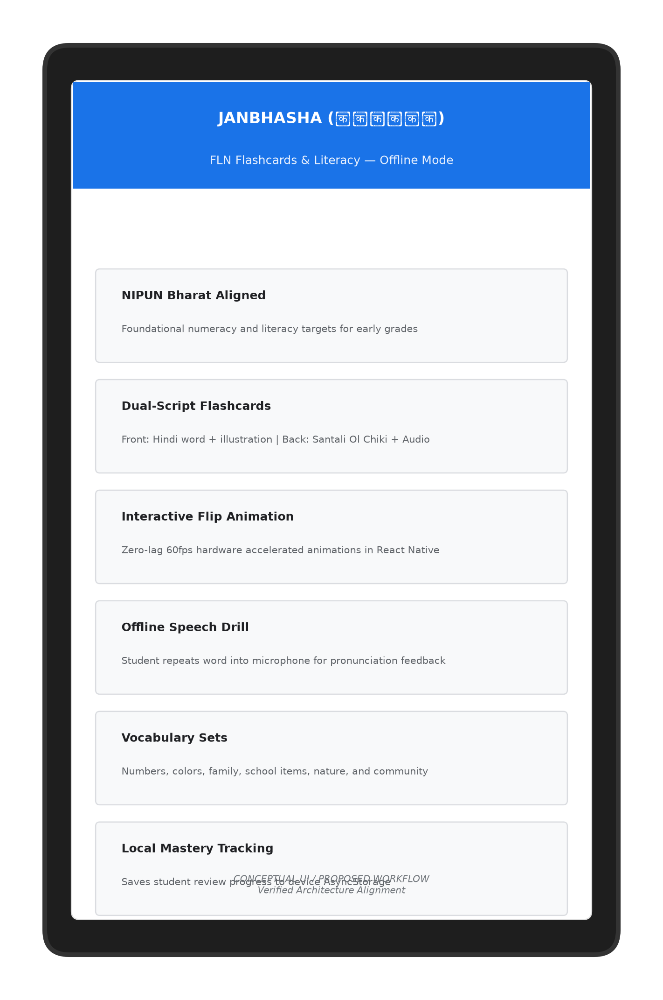 JANBHASHA ()
FLN Flashcards & Literacy — Offline Mode
NIPUN Bharat Aligned
Foundational numeracy and literacy targets for early grades
Dual-Script Flashcards
Front: Hindi word + illustration | Back: Santali Ol Chiki + Audio
Interactive Flip Animation
Zero-lag 60fps hardware accelerated animations in React Native
Offline Speech Drill
Student repeats word into microphone for pronunciation feedback
Vocabulary Sets
Numbers, colors, family, school items, nature, and community
Local Mastery Tracking
Saves student review progress to device AsyncStorage
CONCEPTUAL UI / PROPOSED WORKFLOW
Verified Architecture Alignment